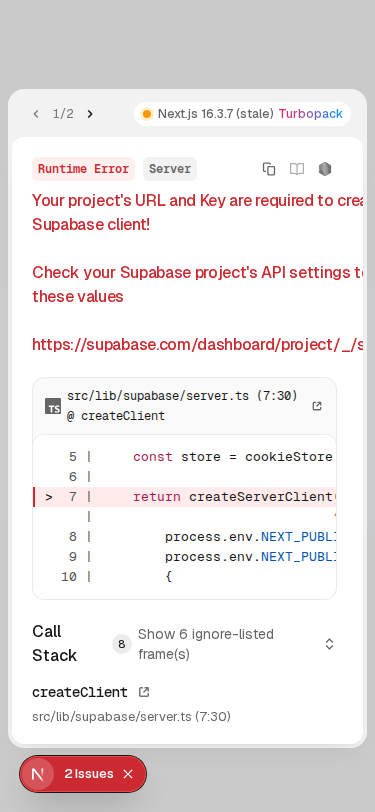 1/2
Next.js 16.3.7 (stale) Turbopack
Runtime Error Server
Your project's URL and Key are required to crea
Supabase client!
Check your Supabase project's API settings to
these values
https://supabase.com/dashboard/project/_/s
TS src/lib/supabase/server.ts (7:30)
@ createClient
5 | const store = cookieStore
6 |
> 7 | return createServerClient(
|
8 | process.env.NEXT_PUBLI
9 | process.env.NEXT_PUBLI
10 | {
Call Stack 8 Show 6 ignore-listed frame(s)
createClient
src/lib/supabase/server.ts (7:30)
N 2 Issues